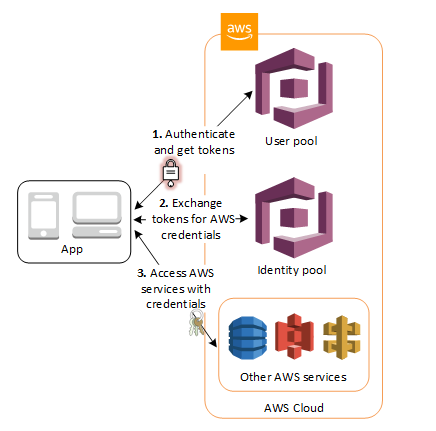 aws
1. Authenticate
and get tokens
User pool
2. Exchange
tokens for AWS
credentials
App
Identity pool
3. Access AWS
services with
credentials
Other AWS services
AWS Cloud